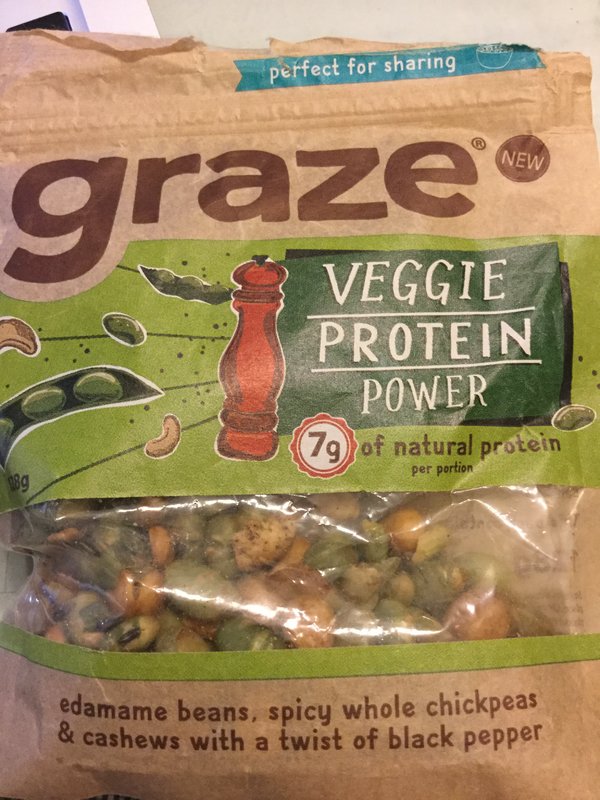 perfect for sharing
graze®
NEW
VEGGIE
PROTEIN
POWER
7g of natural protein
per portion
edamame beans, spicy whole chickpeas
& cashews with a twist of black pepper